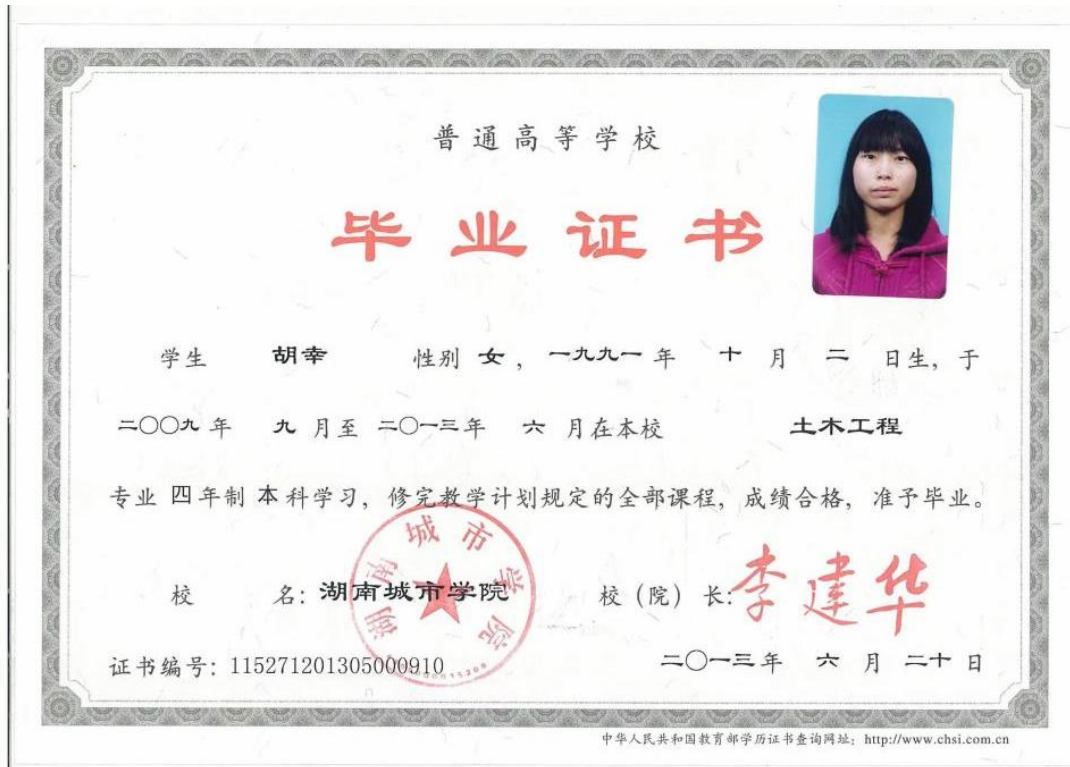 普通高等学校
毕业证书
学生 胡幸 性别 女，一九九一 年 十 月 二 日生，于
二〇〇九 年 九 月至 二〇一三年 六 月在本校 土木工程
专业 四 年制 本 科学习，修完教学计划规定的全部课程，成绩合格，准予毕业。
校 名：湖南城市学院 校（院）长：李建华
湖南城市学院
证书编号：115271201305000910 二〇一三年 六 月 二十 日
中华人民共和国教育部学历证书查询网址：http://www.chsi.com.cn